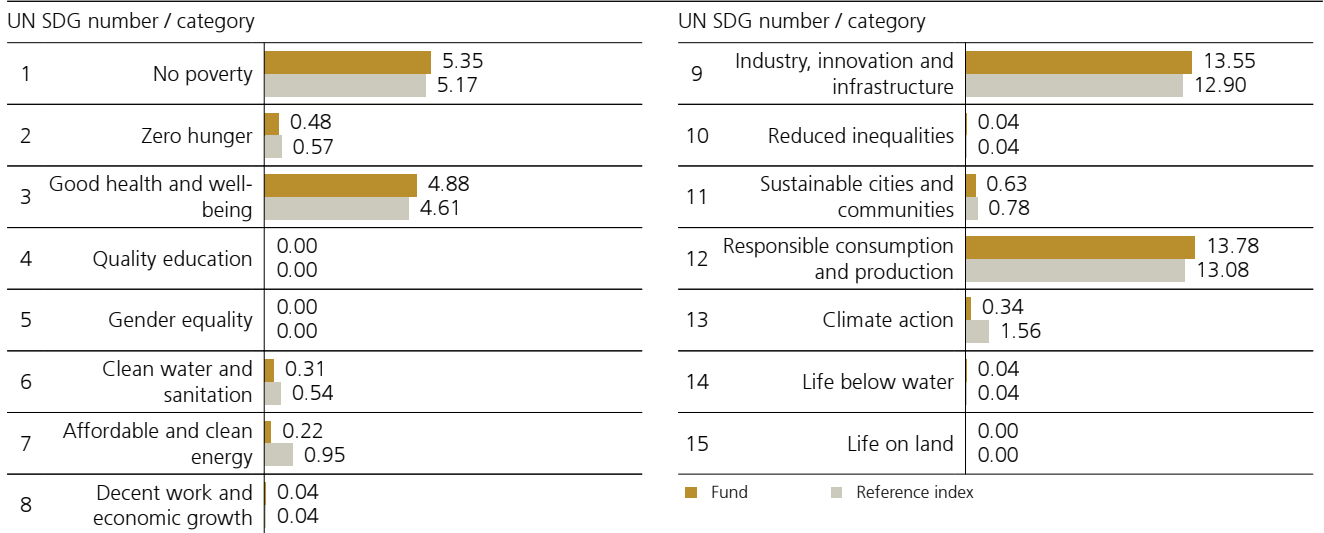 UN SDG number / category
1
No poverty
5.35
5.17
2
Zero hunger
0.48
0.57
3
Good health and well-
being
4.88
4.61
4
Quality education
0.00
0.00
5
Gender equality
0.00
0.00
6
Clean water and
sanitation
0.31
0.54
7
Affordable and clean
energy
0.22
0.95
8
Decent work and
economic growth
0.04
0.04
UN SDG number / category
9
Industry, innovation and
infrastructure
13.55
12.90
10
Reduced inequalities
0.04
0.04
11
Sustainable cities and
communities
0.63
0.78
12
Responsible consumption
and production
13.78
13.08
13
Climate action
0.34
1.56
14
Life below water
0.04
0.04
15
Life on land
0.00
0.00
Fund
Reference index